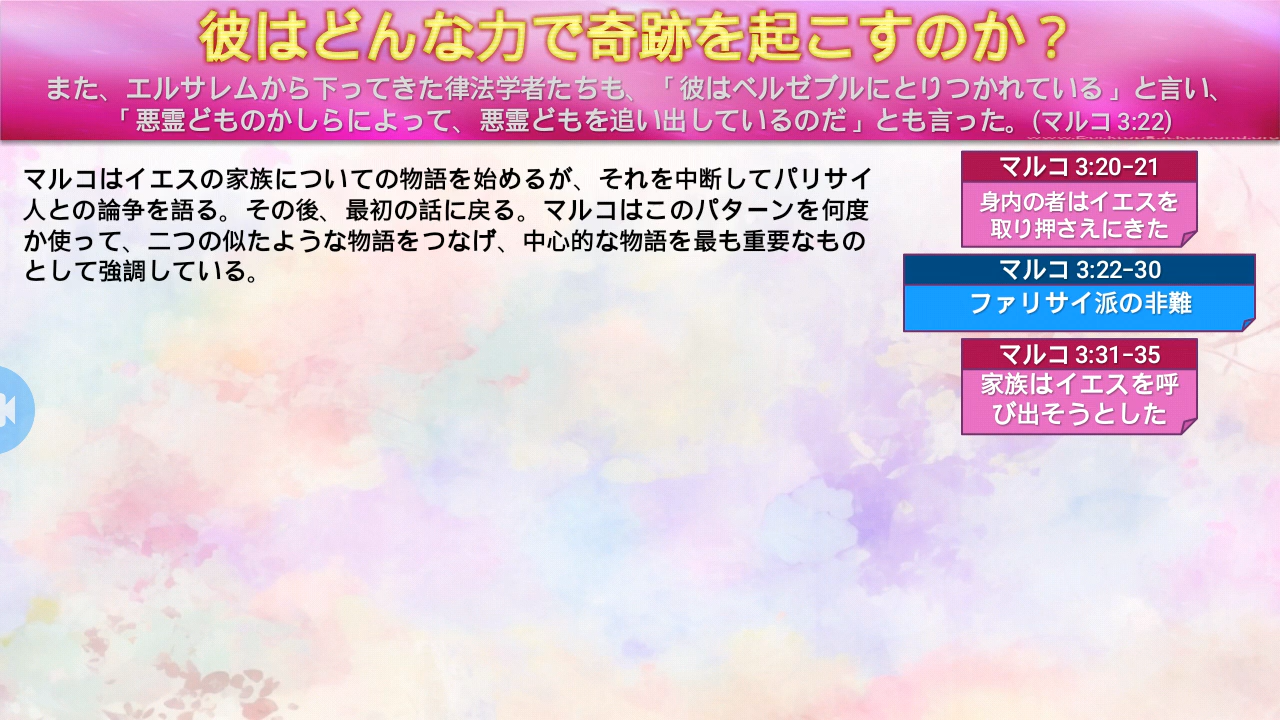 彼はどんな力で奇跡を起こすのか？
また、エルサレムから下ってきた律法学者たちも、「彼はベルゼブルにとりつかれている」と言い、
「悪霊どものかしらによって、悪霊どもを追い出しているのだ」とも言った。(マルコ 3:22)
マルコはイエスの家族についての物語を始めるが、それを中断してパリサイ
人との論争を語る。その後、最初の話に戻る。マルコはこのパターンを何度
か使って、二つの似たような物語をつなげ、中心的な物語を最も重要なもの
として強調している。
マルコ 3:20-21
身内の者はイエスを
取り押さえにきた
マルコ 3:22-30
ファリサイ派の非難
マルコ 3:31-35
家族はイエスを呼
び出そうとした